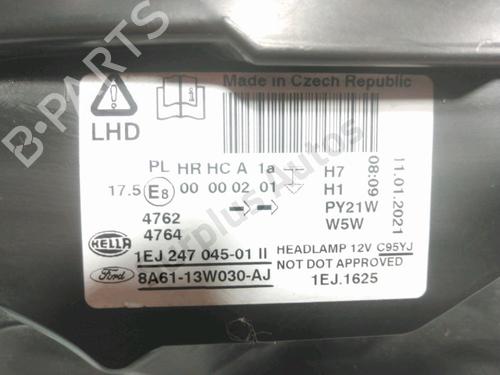 Made in Czech Republic
LHD
PL HR HC A 1a H7
17.5 E8 00 00 02 01 H1
08:09 11.01.2021
4762 PY21W
4764 W5W
HELLA 1EJ 247 045-01 II HEADLAMP 12V C95YJ
Ford 8A61-13W030-AJ NOT DOT APPROVED
1EJ.1625
B-PARTS
Autos